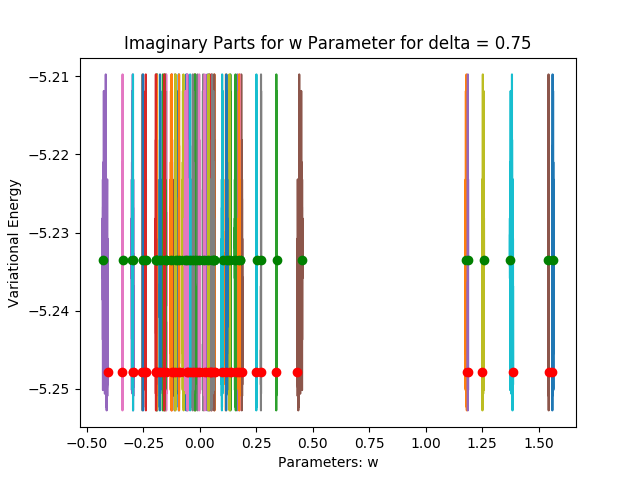 Imaginary Parts for w Parameter for delta = 0.75
−5.21
−5.22
−5.23
−5.24
−5.25
Variational Energy
−0.50 −0.25 0.00 0.25 0.50 0.75 1.00 1.25 1.50
Parameters: w